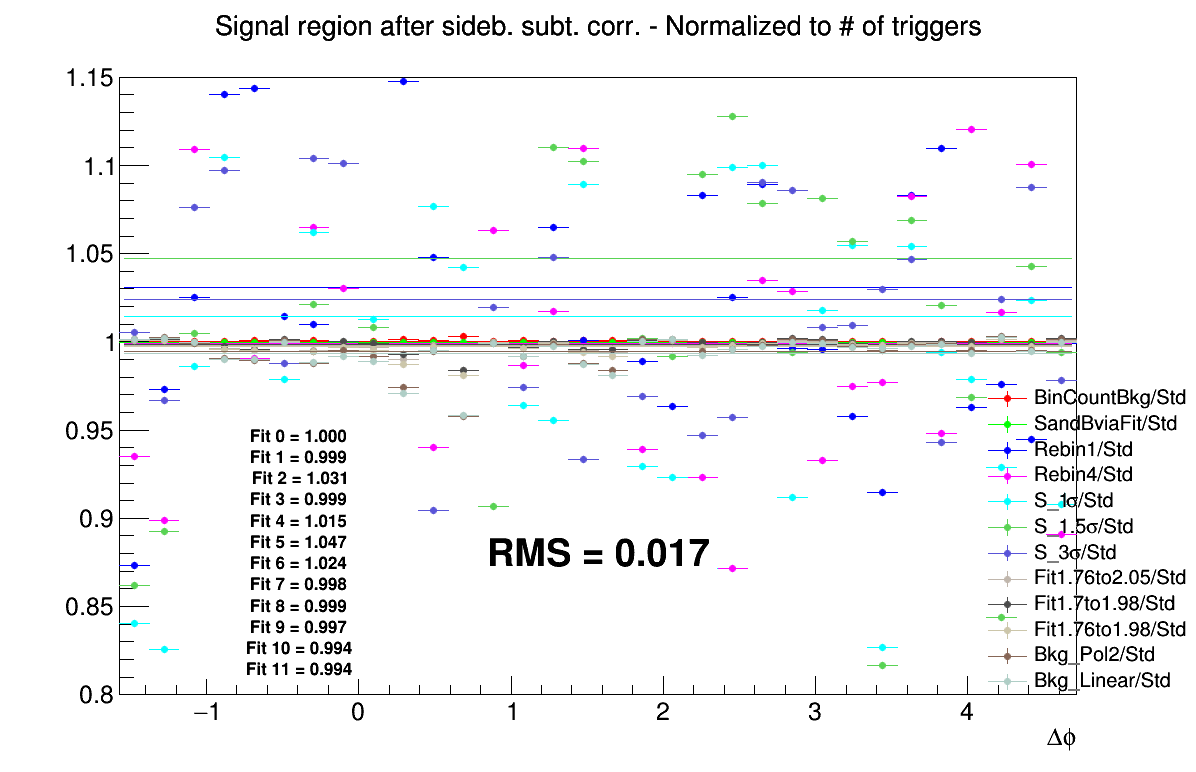 Signal region after sideb. subt. corr. - Normalized to # of triggers
1.15
1.1
1.05
1
0.95
0.9
0.85
0.8
Fit 0 = 1.000
Fit 1 = 0.999
Fit 2 = 1.031
Fit 3 = 0.999
Fit 4 = 1.015
Fit 5 = 1.047
Fit 6 = 1.024
Fit 7 = 0.998
Fit 8 = 0.999
Fit 9 = 0.997
Fit 10 = 0.994
Fit 11 = 0.994
RMS = 0.017
BinCountBkg/Std
SandBviaFit/Std
Rebin1/Std
Rebin4/Std
S_1σ/Std
S_1.5σ/Std
S_3σ/Std
Fit1.76to2.05/Std
Fit1.7to1.98/Std
Fit1.76to1.98/Std
Bkg_Pol2/Std
Bkg_Linear/Std
−1 0 1 2 3 4
Δϕ